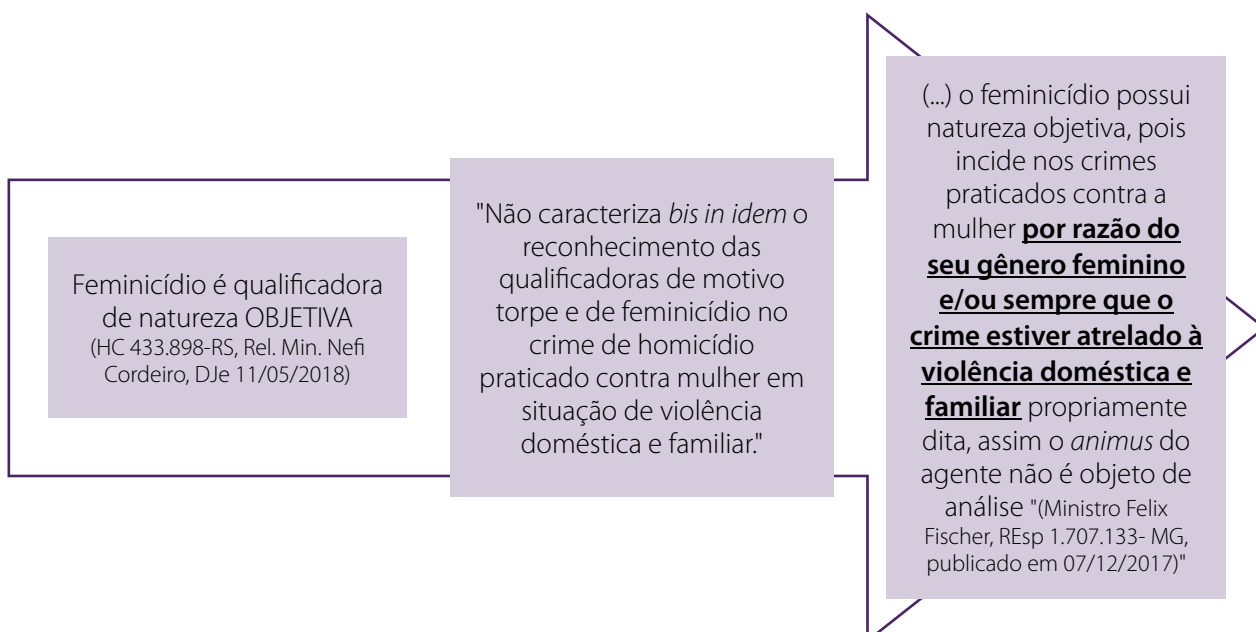 Feminicídio é qualificadora
de natureza OBJETIVA
(HC 433.898-RS, Rel. Min. Nefi
Cordeiro, DJe 11/05/2018)
"Não caracteriza bis in idem o
reconhecimento das
qualificadoras de motivo
torpe e de feminicídio no
crime de homicídio
praticado contra mulher em
situação de violência
doméstica e familiar."
(...) o feminicídio possui
natureza objetiva, pois
incide nos crimes
praticados contra a
mulher por razão do
seu gênero feminino
e/ou sempre que o
crime estiver atrelado à
violência doméstica e
familiar propriamente
dita, assim o animus do
agente não é objeto de
análise "(Ministro Felix
Fischer, REsp 1.707.133- MG,
publicado em 07/12/2017)"